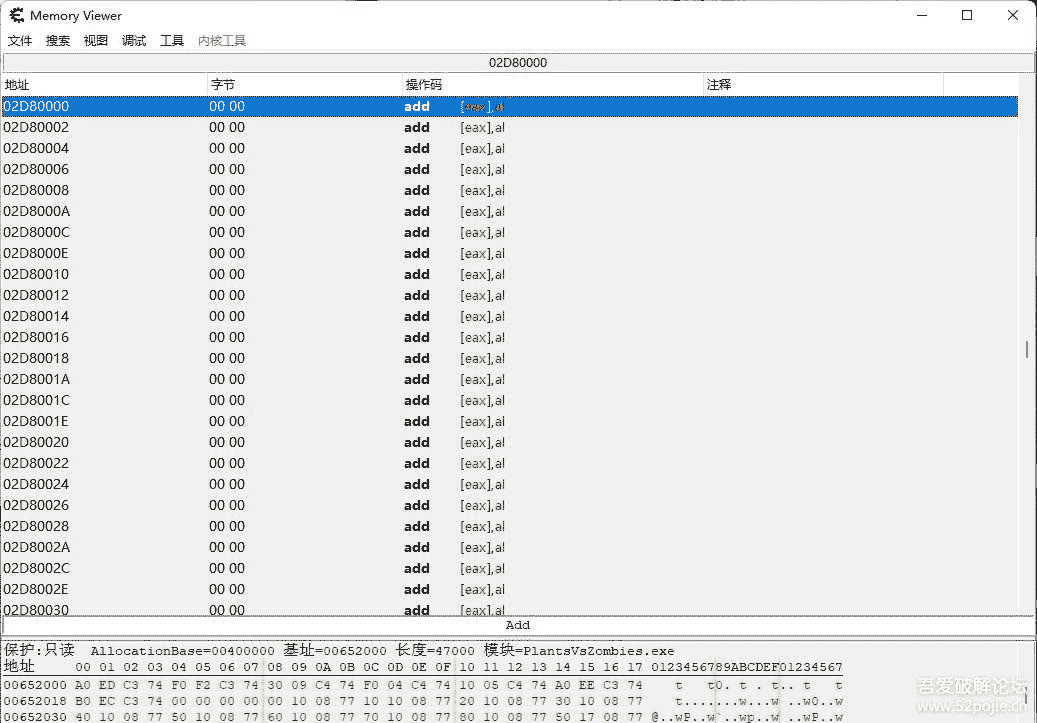 Memory Viewer
文件 搜索 视图 调试 工具 内核工具
02D80000
地址 字节 操作码 注释
02D80000 00 00 add [eax],al
02D80002 00 00 add [eax],al
02D80004 00 00 add [eax],al
02D80006 00 00 add [eax],al
02D80008 00 00 add [eax],al
02D8000A 00 00 add [eax],al
02D8000C 00 00 add [eax],al
02D8000E 00 00 add [eax],al
02D80010 00 00 add [eax],al
02D80012 00 00 add [eax],al
02D80014 00 00 add [eax],al
02D80016 00 00 add [eax],al
02D80018 00 00 add [eax],al
02D8001A 00 00 add [eax],al
02D8001C 00 00 add [eax],al
02D8001E 00 00 add [eax],al
02D80020 00 00 add [eax],al
02D80022 00 00 add [eax],al
02D80024 00 00 add [eax],al
02D80026 00 00 add [eax],al
02D80028 00 00 add [eax],al
02D8002A 00 00 add [eax],al
02D8002C 00 00 add [eax],al
02D8002E 00 00 add [eax],al
02D80030 00 00 add [eax],al
Add
保护:只读 AllocationBase=00400000 基址=00652000 长度=47000 模块=PlantsVsZombies.exe
地址 00 01 02 03 04 05 06 07 08 09 0A 0B 0C 0D 0E 0F 10 11 12 13 14 15 16 17 0123456789ABCDEF01234567
00652000 A0 ED C3 74 F0 F2 C3 74 30 09 C4 74 F0 04 C4 74 10 05 C4 74 A0 EE C3 74 t t0. t . t.. t t
00652018 B0 EC C3 74 00 00 00 00 00 10 08 77 10 10 08 77 20 10 08 77 30 10 08 77 t.......w...w ..w0..w
00652030 40 10 08 77 50 10 08 77 60 10 08 77 70 10 08 77 80 10 08 77 50 17 08 77 @..wP..w`..wp..w ..wP..w
吾爱破解论坛
www.52pojie.cn